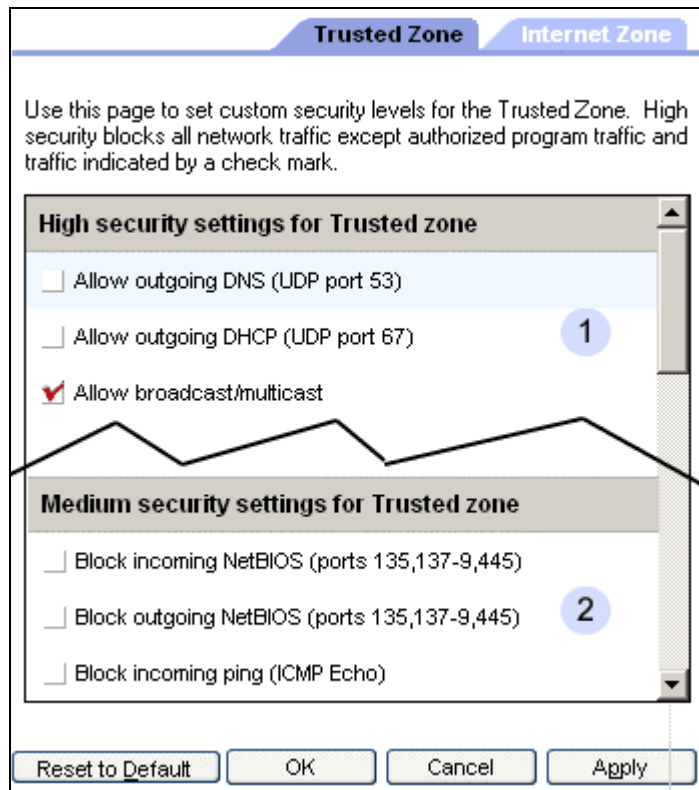 Trusted Zone
Internet Zone
Use this page to set custom security levels for the Trusted Zone. High
security blocks all network traffic except authorized program traffic and
traffic indicated by a check mark.
High security settings for Trusted zone
Allow outgoing DNS (UDP port 53)
Allow outgoing DHCP (UDP port 67)
1
Allow broadcast/multicast
Medium security settings for Trusted zone
Block incoming NetBIOS (ports 135,137-9,445)
Block outgoing NetBIOS (ports 135,137-9,445)
2
Block incoming ping (ICMP Echo)
Reset to Default
OK
Cancel
Apply